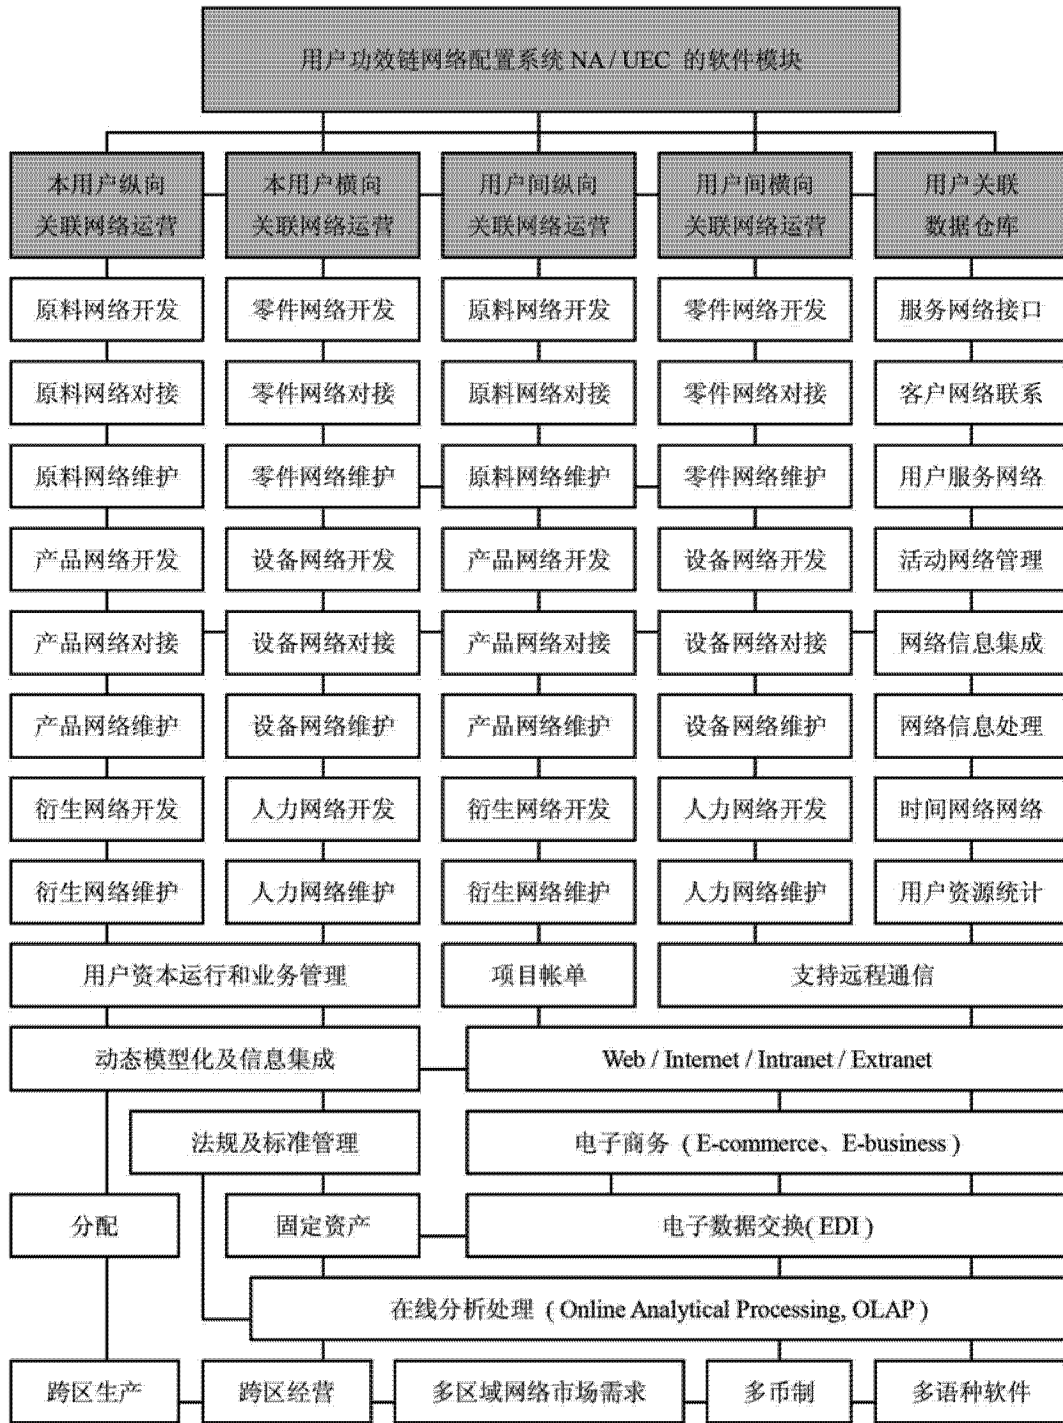 用户功效链网络配置系统 NA / UEC 的软件模块
本用户纵向
关联网络运营
本用户横向
关联网络运营
用户间纵向
关联网络运营
用户间横向
关联网络运营
用户关联
数据仓库
原料网络开发
零件网络开发
原料网络开发
零件网络开发
服务网络接口
原料网络对接
零件网络对接
原料网络对接
零件网络对接
客户网络联系
原料网络维护
零件网络维护
原料网络维护
零件网络维护
用户服务网络
产品网络开发
设备网络开发
产品网络开发
设备网络开发
活动网络管理
产品网络对接
设备网络对接
产品网络对接
设备网络对接
网络信息集成
产品网络维护
设备网络维护
产品网络维护
设备网络维护
网络信息处理
衍生网络开发
人力网络开发
衍生网络开发
人力网络开发
时间网络网络
衍生网络维护
人力网络维护
衍生网络维护
人力网络维护
用户资源统计
用户资本运行和业务管理
项目帐单
支持远程通信
动态模型化及信息集成
Web / Internet / Intranet / Extranet
法规及标准管理
电子商务 ( E-commerce、E-business )
分配
固定资产
电子数据交换( EDI )
在线分析处理 ( Online Analytical Processing, OLAP )
跨区生产
跨区经营
多区域网络市场需求
多币制
多语种软件